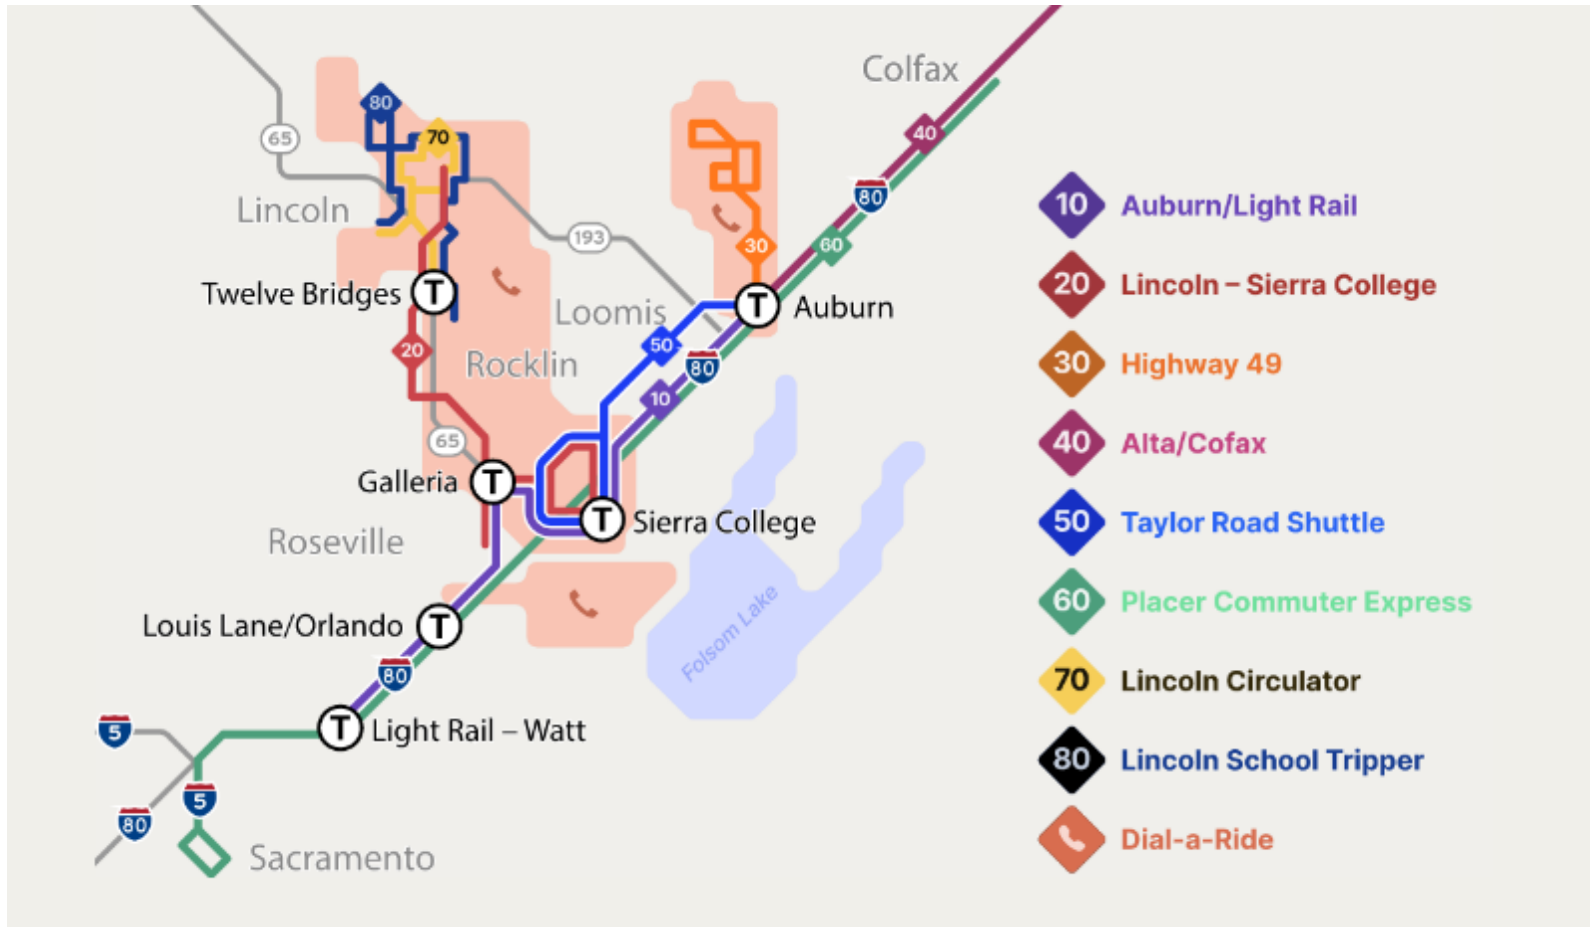 Colfax
80
40
70
65
80
Lincoln
193
30
60
Twelve Bridges
T
Loomis
T
Auburn
50
20
Rocklin
80
10
65
Galleria
T
T
Sierra College
Roseville
Folsom Lake
Louis Lane/Orlando
T
80
T
Light Rail – Watt
5
5
80
Sacramento
10 Auburn/Light Rail
20 Lincoln – Sierra College
30 Highway 49
40 Alta/Cofax
50 Taylor Road Shuttle
60 Placer Commuter Express
70 Lincoln Circulator
80 Lincoln School Tripper
Dial-a-Ride